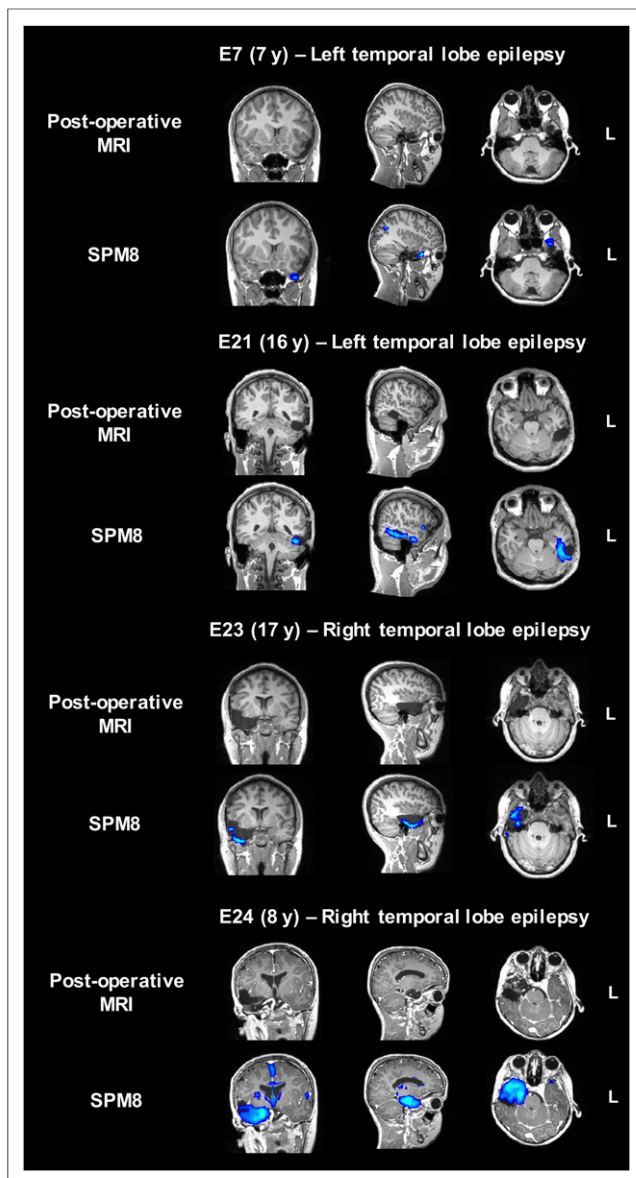 E7 (7 y) – Left temporal lobe epilepsy
Post-operative
MRI
L
SPM8
L
E21 (16 y) – Left temporal lobe epilepsy
Post-operative
MRI
L
SPM8
L
E23 (17 y) – Right temporal lobe epilepsy
Post-operative
MRI
L
SPM8
L
E24 (8 y) – Right temporal lobe epilepsy
Post-operative
MRI
L
SPM8
L